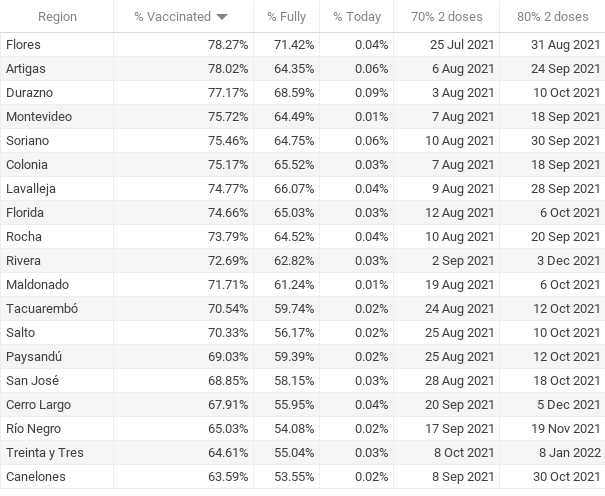 Region % Vaccinated % Fully % Today 70% 2 doses 80% 2 doses
Flores 78.27% 71.42% 0.04% 25 Jul 2021 31 Aug 2021
Artigas 78.02% 64.35% 0.06% 6 Aug 2021 24 Sep 2021
Durazno 77.17% 68.59% 0.09% 3 Aug 2021 10 Oct 2021
Montevideo 75.72% 64.49% 0.01% 7 Aug 2021 18 Sep 2021
Soriano 75.46% 64.75% 0.06% 10 Aug 2021 30 Sep 2021
Colonia 75.17% 65.52% 0.03% 7 Aug 2021 18 Sep 2021
Lavalleja 74.77% 66.07% 0.04% 9 Aug 2021 28 Sep 2021
Florida 74.66% 65.03% 0.03% 12 Aug 2021 6 Oct 2021
Rocha 73.79% 64.52% 0.04% 10 Aug 2021 20 Sep 2021
Rivera 72.69% 62.82% 0.03% 2 Sep 2021 3 Dec 2021
Maldonado 71.71% 61.24% 0.01% 19 Aug 2021 6 Oct 2021
Tacuarembó 70.54% 59.74% 0.02% 24 Aug 2021 12 Oct 2021
Salto 70.33% 56.17% 0.02% 25 Aug 2021 10 Oct 2021
Paysandú 69.03% 59.39% 0.02% 25 Aug 2021 12 Oct 2021
San José 68.85% 58.15% 0.03% 28 Aug 2021 18 Oct 2021
Cerro Largo 67.91% 55.95% 0.04% 20 Sep 2021 5 Dec 2021
Río Negro 65.03% 54.08% 0.02% 17 Sep 2021 19 Nov 2021
Treinta y Tres 64.61% 55.04% 0.03% 8 Oct 2021 8 Jan 2022
Canelones 63.59% 53.55% 0.02% 8 Sep 2021 30 Oct 2021